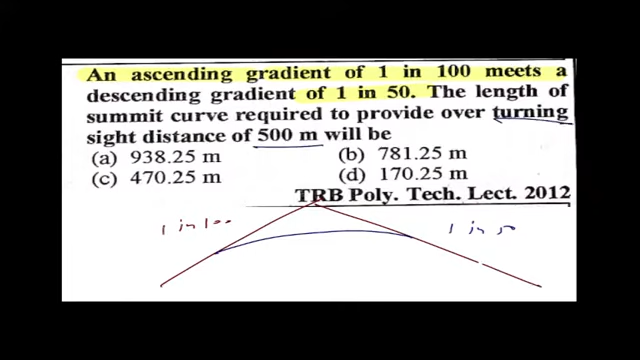 An ascending gradient of 1 in 100 meets a
descending gradient of 1 in 50. The length of
summit curve required to provide over turning
sight distance of 500 m will be
(a) 938.25 m (b) 781.25 m
(c) 470.25 m (d) 170.25 m
TRB Poly. Tech. Lect. 2012
1 in 100 1 in 50